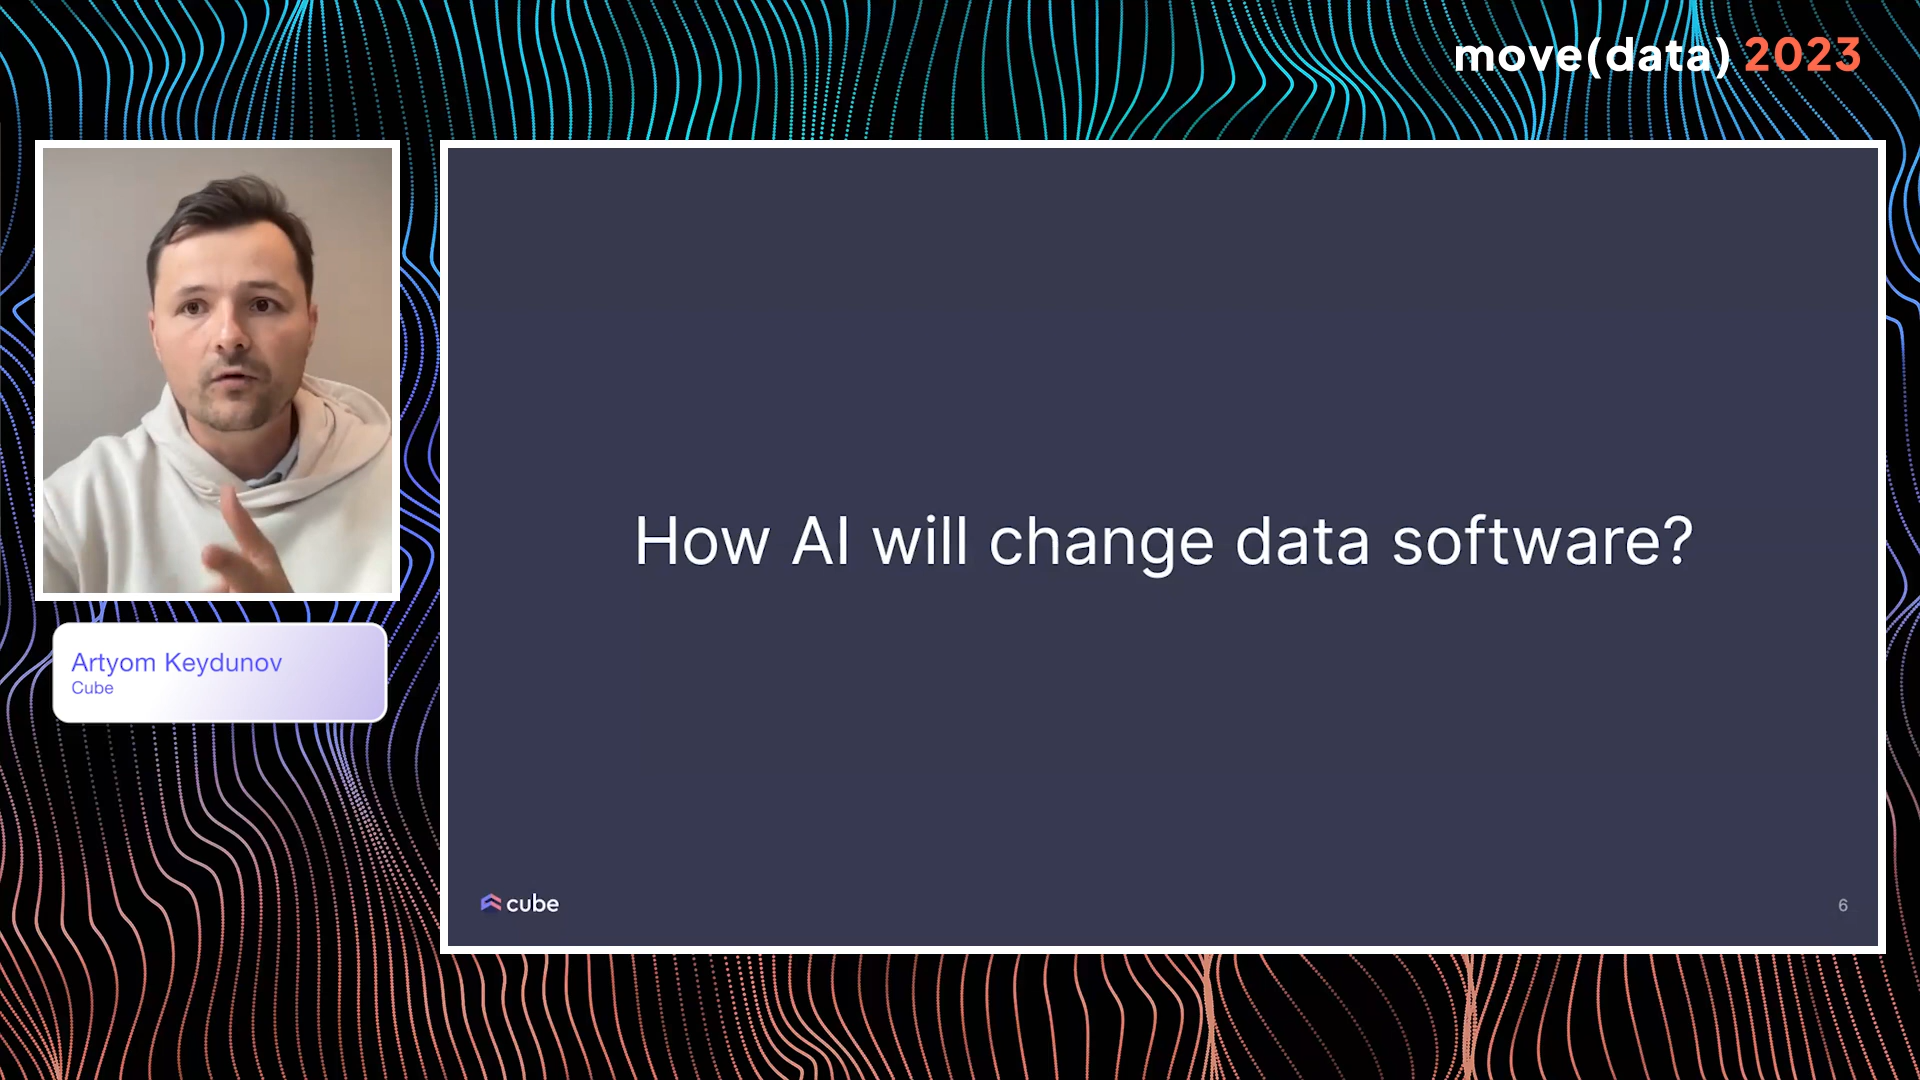 move(data) 2023
How AI will change data software?
Artyom Keydunov
Cube
cube
6